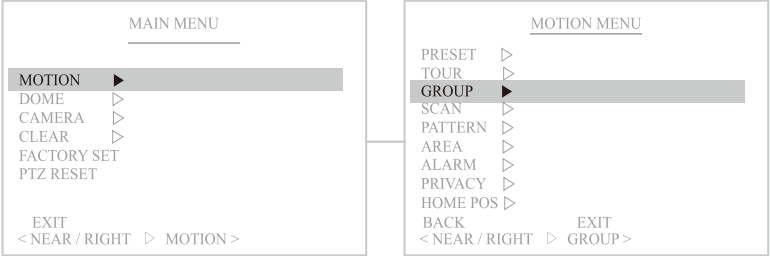 MAIN MENU
MOTION ▶
DOME ▷
CAMERA ▷
CLEAR ▷
FACTORY SET
PTZ RESET
EXIT
< NEAR / RIGHT ▷ MOTION >
MOTION MENU
PRESET ▷
TOUR ▷
GROUP ▶
SCAN ▷
PATTERN ▷
AREA ▷
ALARM ▷
PRIVACY ▷
HOME POS ▷
BACK EXIT
< NEAR / RIGHT ▷ GROUP >